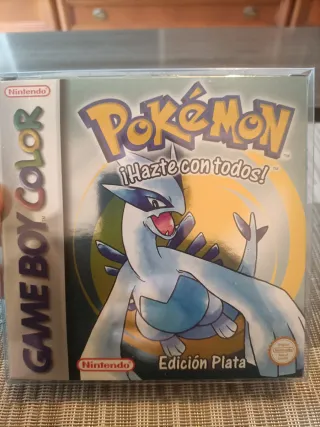 Nintendo
GAME BOY COLOR
POKéMON
¡Hazte con todos!
Nintendo
Edición Plata